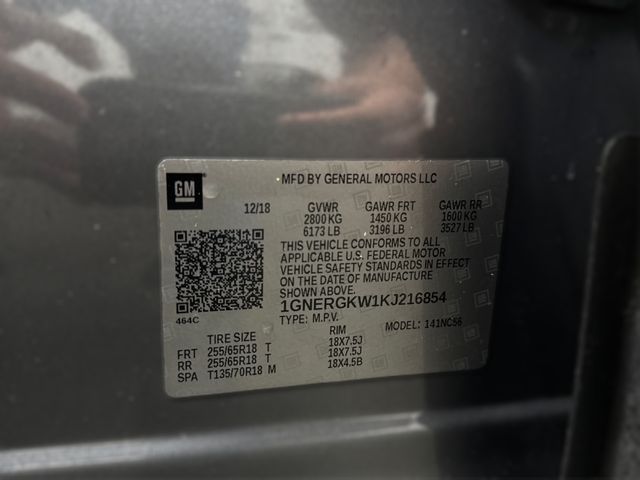 GM
MFD BY GENERAL MOTORS LLC
12/18 GVWR GAWR FRT GAWR RR
2800 KG 1450 KG 1600 KG
6173 LB 3196 LB 3527 LB
THIS VEHICLE CONFORMS TO ALL
APPLICABLE U.S. FEDERAL MOTOR
VEHICLE SAFETY STANDARDS IN EFFECT
ON THE DATE OF MANUFACTURE
SHOWN ABOVE.
1GNERGKW1KJ216854
464C
TYPE: M.P.V. MODEL: 141NC56
TIRE SIZE RIM
FRT 255/65R18 T 18X7.5J
RR 255/65R18 T 18X7.5J
SPA T135/70R18 M 18X4.5B